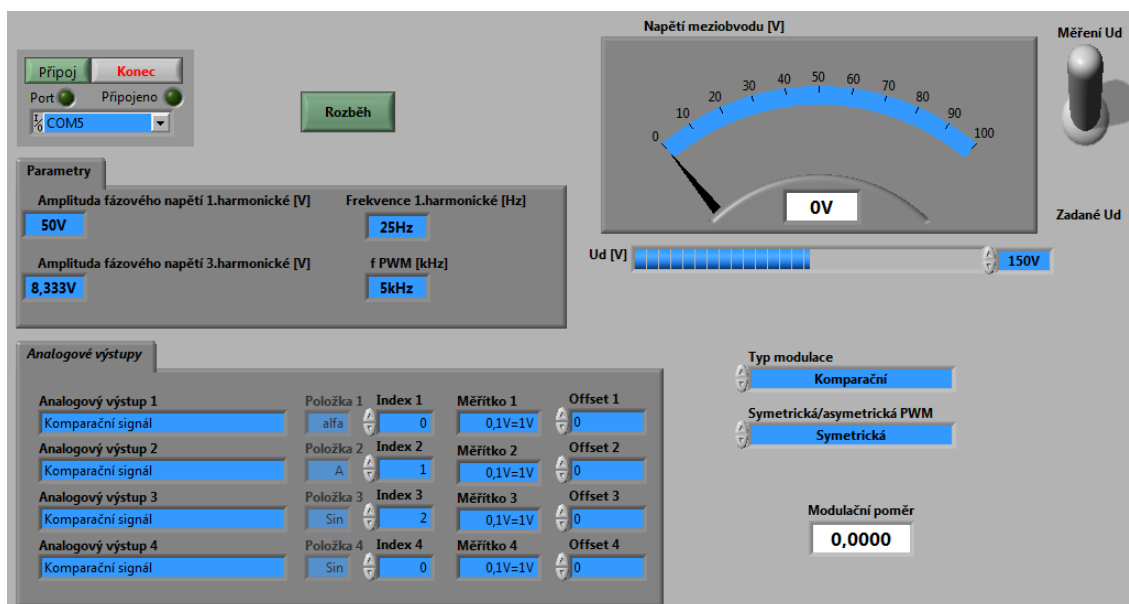 Připoj Konec
Port Připojeno
I/O COM5
Rozběh
Napětí meziobvodu [V]
0 10 20 30 40 50 60 70 80 90 100
0V
Měření Ud
Zadané Ud
Ud [V] 150V
Parametry
Amplituda fázového napětí 1.harmonické [V] Frekvence 1.harmonické [Hz]
50V 25Hz
Amplituda fázového napětí 3.harmonické [V] f PWM [kHz]
8,333V 5kHz
Analogové výstupy
Analogový výstup 1 Položka 1 Index 1 Měřítko 1 Offset 1
Komparační signál alfa 0 0,1V=1V 0
Analogový výstup 2 Položka 2 Index 2 Měřítko 2 Offset 2
Komparační signál A 1 0,1V=1V 0
Analogový výstup 3 Položka 3 Index 3 Měřítko 3 Offset 3
Komparační signál Sin 2 0,1V=1V 0
Analogový výstup 4 Položka 4 Index 4 Měřítko 4 Offset 4
Komparační signál Sin 0 0,1V=1V 0
Typ modulace
Komparační
Symetrická/asymetrická PWM
Symetrická
Modulační poměr
0,0000